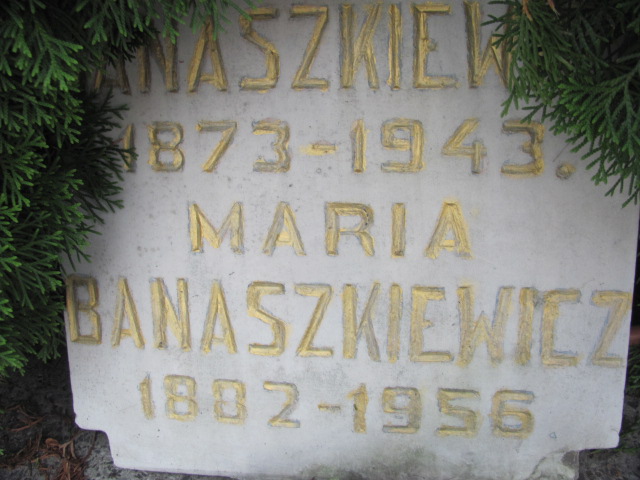 ANASZKIEW
1873-1943.
MARIA
BANASZKIEWICZ
1882-1956